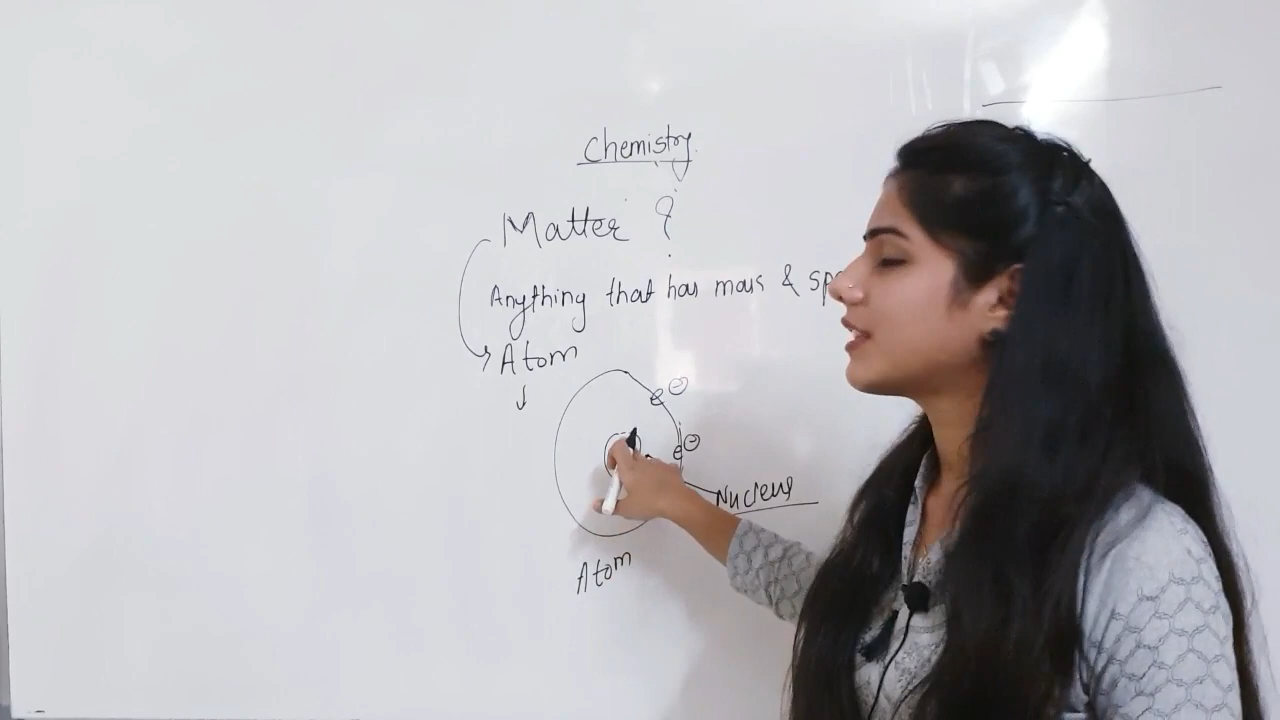 Chemistry
Matter ?
Anything that has mass & sp
Atom
e ⊖
e ⊖
Nucleus
Atom